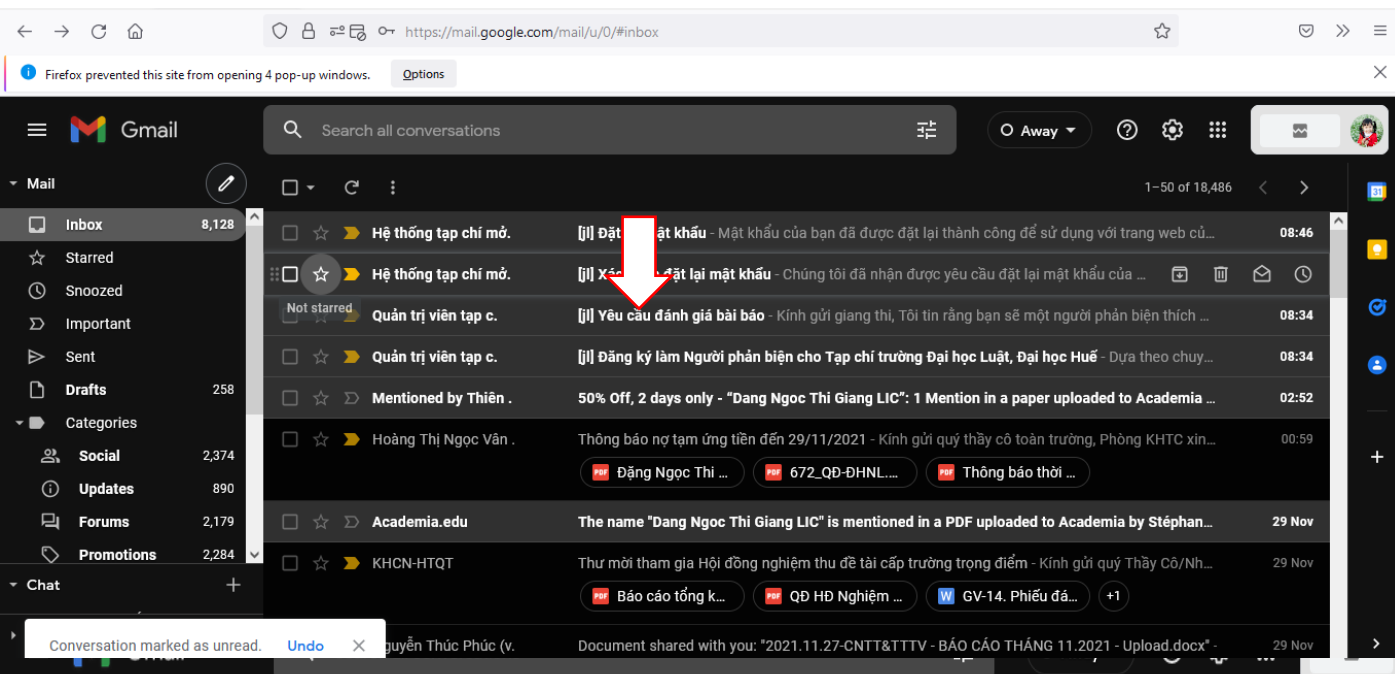 https://mail.google.com/mail/u/0/#inbox
Firefox prevented this site from opening 4 pop-up windows. Options
Gmail
Search all conversations
Away
Mail
1–50 of 18,486
31
Inbox 8,128
Hệ thống tạp chí mở. [jl] Đặt khẩu - Mật khẩu của bạn đã được đặt lại thành công để sử dụng với trang web củ... 08:46
Starred
Hệ thống tạp chí mở. [jl] đặt lại mật khẩu - Chúng tôi đã nhận được yêu cầu đặt lại mật khẩu của ...
Snoozed
Not starred
Quản trị viên tạp c. [jl] Yêu cầu đánh giá bài báo - Kính gửi giang thi, Tôi tin rằng bạn sẽ một người phản biện thích ... 08:34
Important
Sent
Quản trị viên tạp c. [jl] Đăng ký làm Người phản biện cho Tạp chí trường Đại học Luật, Đại học Huế - Dựa theo chuy... 08:34
Drafts 258
Mentioned by Thiên . 50% Off, 2 days only - “Dang Ngoc Thi Giang LIC”: 1 Mention in a paper uploaded to Academia ... 02:52
Categories
Hoàng Thị Ngọc Vân . Thông báo nợ tạm ứng tiền đến 29/11/2021 - Kính gửi quý thầy cô toàn trường, Phòng KHTC xin... 00:59
Social 2,374
PDF Đặng Ngọc Thi ... PDF 672_QĐ-ĐHNL.... PDF Thông báo thời ...
Updates 890
Forums 2,179
Academia.edu The name "Dang Ngoc Thi Giang LIC" is mentioned in a PDF uploaded to Academia by Stéphan... 29 Nov
Promotions 2,284
KHCN-HTQT Thư mời tham gia Hội đồng nghiệm thu đề tài cấp trường trọng điểm - Kính gửi quý Thầy Cô/Nh... 29 Nov
Chat
PDF Báo cáo tổng k... PDF QĐ HĐ Nghiệm ... W GV-14. Phiếu đá... +1
Conversation marked as unread. Undo
guyễn Thúc Phúc (v. Document shared with you: "2021.11.27-CNTT&TTTV - BÁO CÁO THÁNG 11.2021 - Upload.docx" - 29 Nov